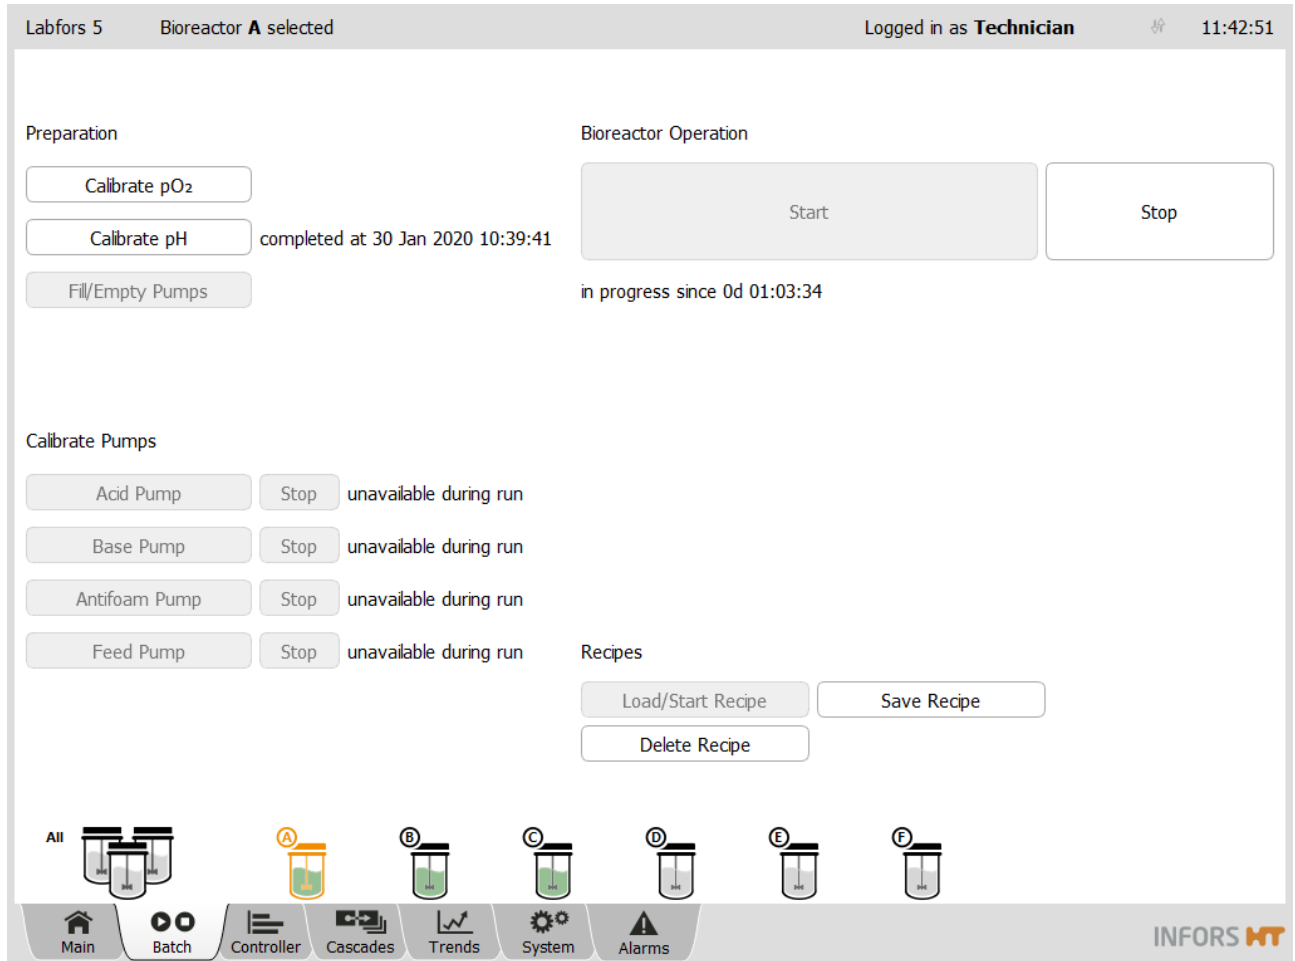 Labfors 5 Bioreactor A selected Logged in as Technician 11:42:51
Preparation
Calibrate pO₂
Calibrate pH completed at 30 Jan 2020 10:39:41
Fill/Empty Pumps
Bioreactor Operation
Start Stop
in progress since 0d 01:03:34
Calibrate Pumps
Acid Pump Stop unavailable during run
Base Pump Stop unavailable during run
Antifoam Pump Stop unavailable during run
Feed Pump Stop unavailable during run
Recipes
Load/Start Recipe Save Recipe
Delete Recipe
All A B C D E F
Main Batch Controller Cascades Trends System Alarms
INFORS HT